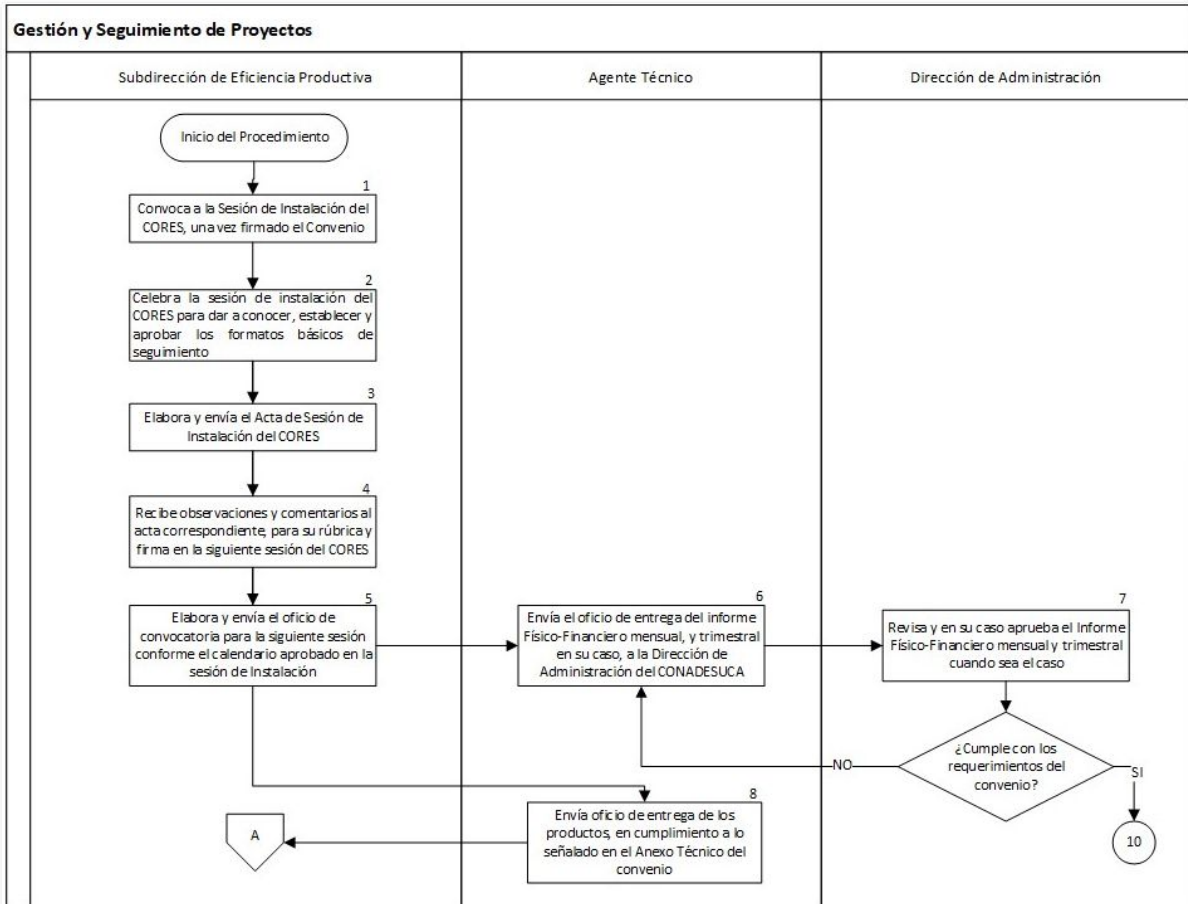 Gestión y Seguimiento de Proyectos
Subdirección de Eficiencia Productiva
Agente Técnico
Dirección de Administración
Inicio del Procedimiento
1
Convoca a la Sesión de Instalación del
CORES, una vez firmado el Convenio
2
Celebra la sesión de instalación del
CORES para dar a conocer, establecer y
aprobar los formatos básicos de
seguimiento
3
Elabora y envía el Acta de Sesión de
Instalación del CORES
4
Recibe observaciones y comentarios al
acta correspondiente, para su rúbrica y
firma en la siguiente sesión del CORES
5
Elabora y envía el oficio de
convocatoria para la siguiente sesión
conforme el calendario aprobado en la
sesión de Instalación
6
Envía el oficio de entrega del informe
Físico-Financiero mensual, y trimestral
en su caso, a la Dirección de
Administración del CONADESUCA
7
Revisa y en su caso aprueba el Informe
Físico-Financiero mensual y trimestral
cuando sea el caso
¿Cumple con los
requerimientos del
convenio?
NO
SI
10
8
Envía oficio de entrega de los
productos, en cumplimiento a lo
señalado en el Anexo Técnico del
convenio
A